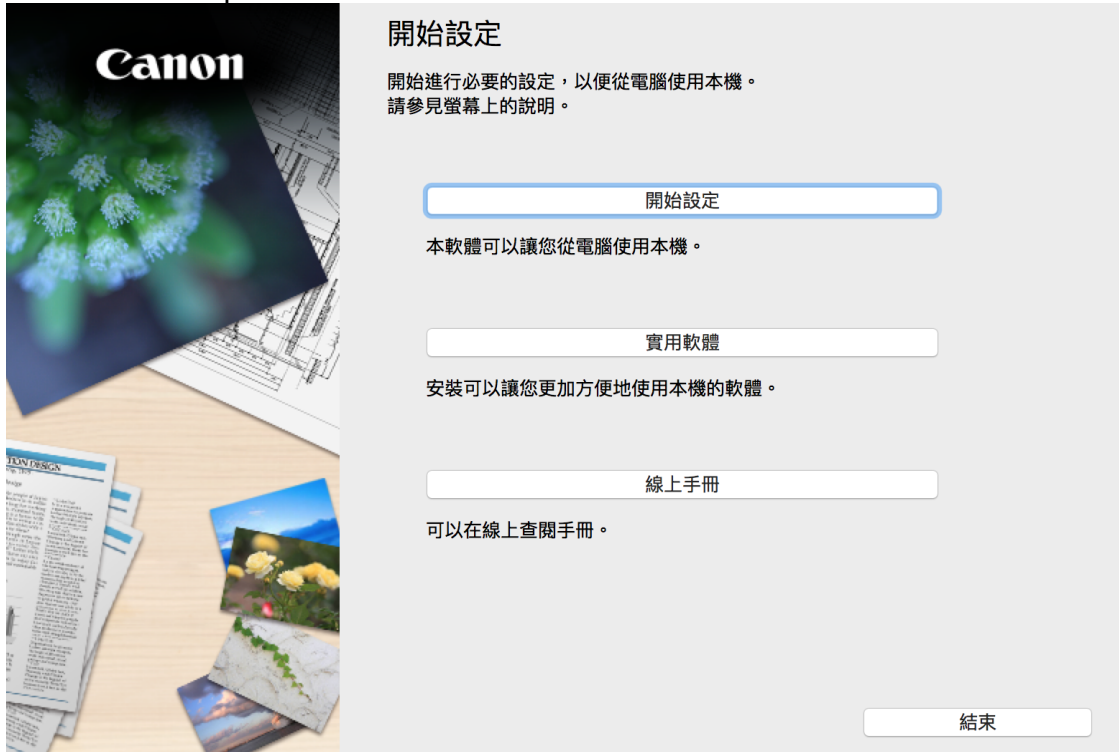 Canon
開始設定
開始進行必要的設定，以便從電腦使用本機。
請參見螢幕上的說明。
開始設定
本軟體可以讓您從電腦使用本機。
實用軟體
安裝可以讓您更加方便地使用本機的軟體。
線上手冊
可以在線上查閱手冊。
結束